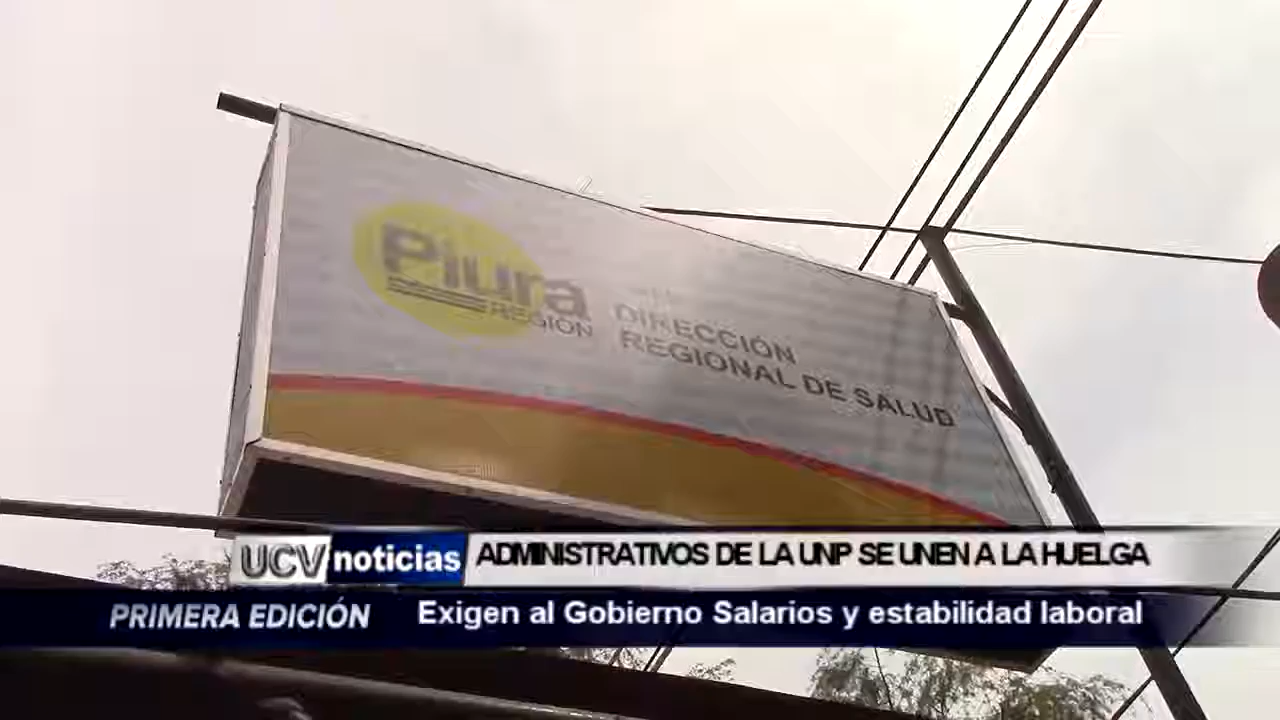 Piura
REGIÓN
DIRECCIÓN
REGIONAL DE SALUD
UCV noticias
ADMINISTRATIVOS DE LA UNP SE UNEN A LA HUELGA
PRIMERA EDICIÓN
Exigen al Gobierno Salarios y estabilidad laboral